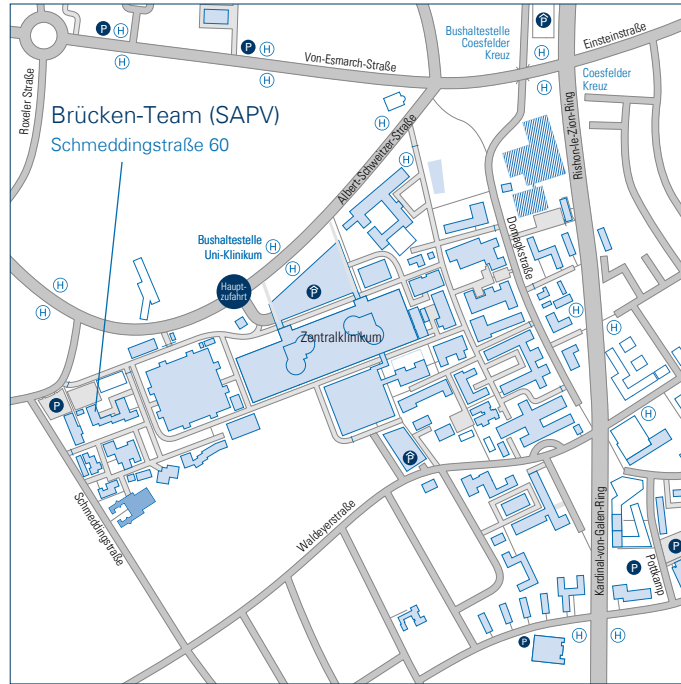 P
H
P
H
H
H
P
H
H
Bushaltestelle
Coesfelder
Kreuz
Einsteinstraße
Von-Esmarch-Straße
Coesfelder
Kreuz
Roxeler Straße
Brücken-Team (SAPV)
Schmeddingstraße 60
Albert-Schweitzer-Straße
Rishon-le-Zion-Ring
H
H
Domagkstraße
Bushaltestelle
Uni-Klinikum
H
H
Haupt-
zufahrt
P
H
H
H
H
Zentralklinikum
P
H
P
Schmeddingstraße
Waldeyerstraße
Kardinal-von-Galen-Ring
Pottkamp
P
P
P
H
H